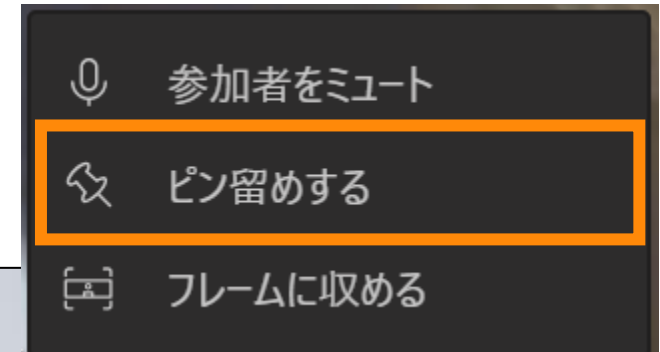 参加者をミュート
ピン留めする
フレームに収める